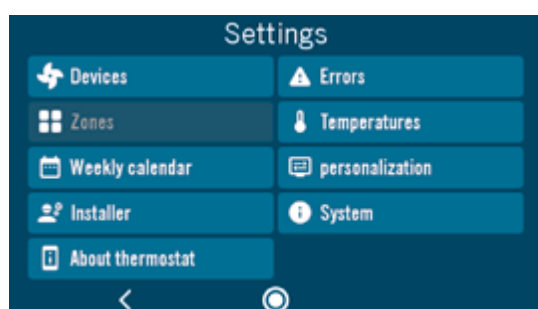 Settings
Devices
Errors
Zones
Temperatures
Weekly calendar
personalization
Installer
System
About thermostat